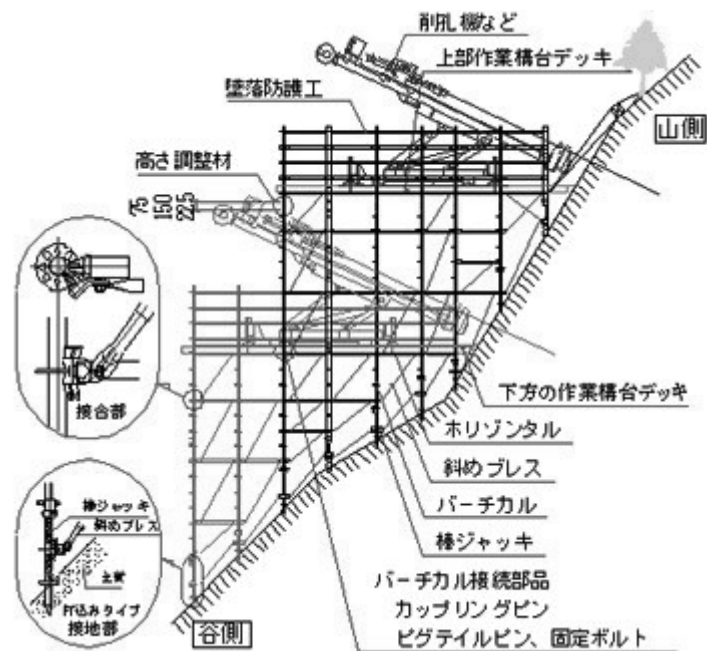 削孔機など
上部作業構台デッキ
墜落防護工
山側
高さ調整材
75
150
225
接合部
下方の作業構台デッキ
ホリゾンタル
斜めブレス
バーチカル
棒ジャッキ
棒ジャッキ
斜めブレス
打込みタイプ
接地部
バーチカル接続部品
カップリングピン
ピグテイルピン、固定ボルト
谷側